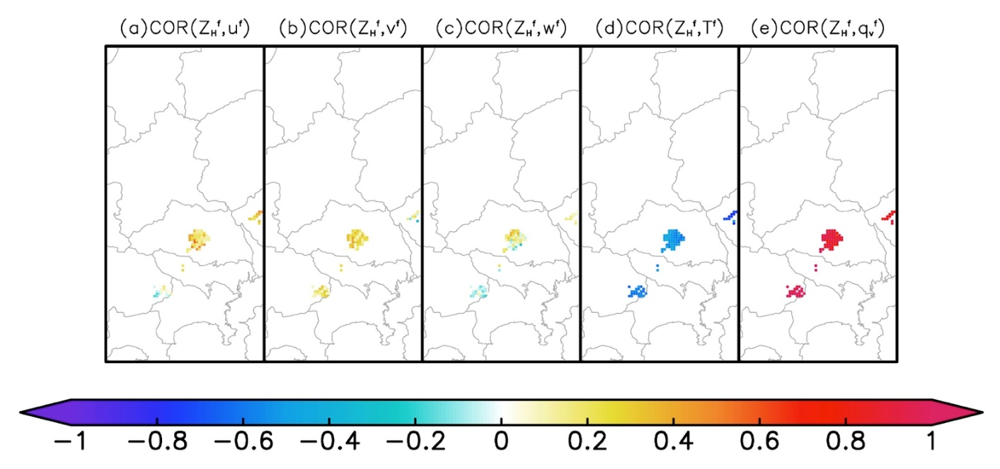 (a)COR(Z_H^f,u^f) (b)COR(Z_H^f,v^f) (c)COR(Z_H^f,w^f) (d)COR(Z_H^f,T^f) (e)COR(Z_H^f,q_v^f)
−1 −0.8 −0.6 −0.4 −0.2 0 0.2 0.4 0.6 0.8 1